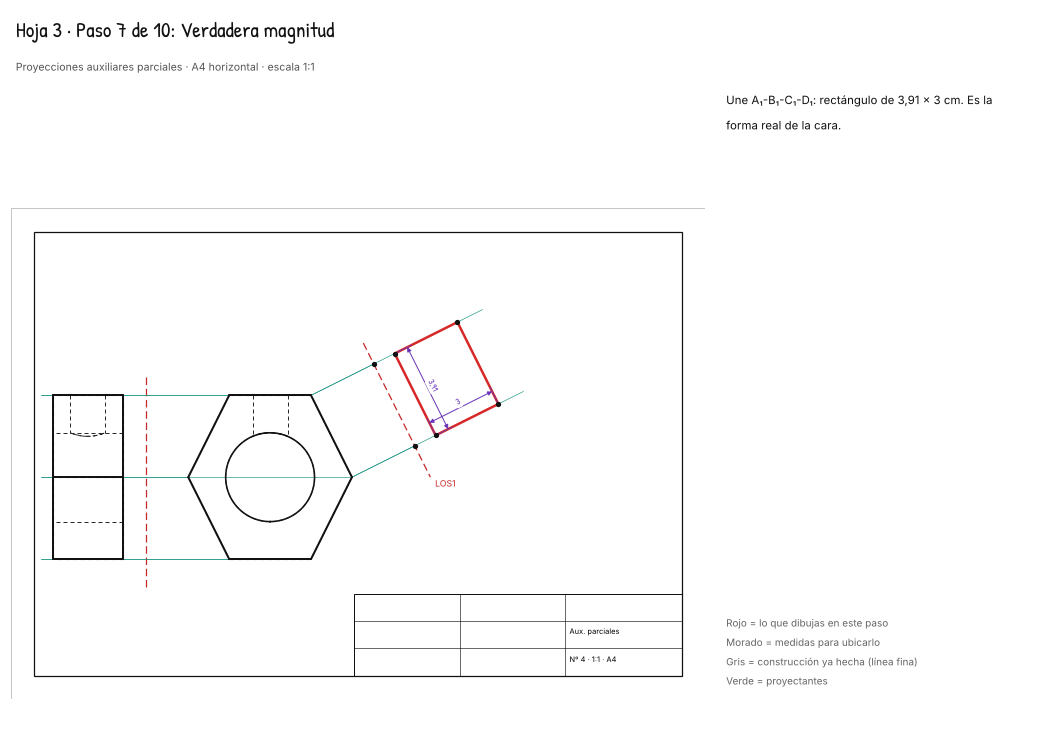 Hoja 3 · Paso 7 de 10: Verdadera magnitud
Proyecciones auxiliares parciales · A4 horizontal · escala 1:1
Une A₁-B₁-C₁-D₁: rectángulo de 3,91 × 3 cm. Es la
forma real de la cara.
3,91
3
LOS1
Aux. parciales
Nº 4 · 1:1 · A4
Rojo = lo que dibujas en este paso
Morado = medidas para ubicarlo
Gris = construcción ya hecha (línea fina)
Verde = proyectantes